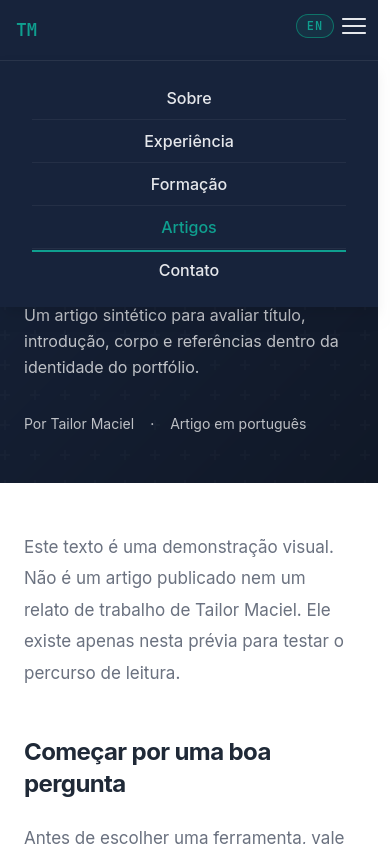 TM
EN
Sobre
Experiência
Formação
Artigos
Contato
Um artigo sintético para avaliar título,
introdução, corpo e referências dentro da
identidade do portfólio.
Por Tailor Maciel · Artigo em português
Este texto é uma demonstração visual.
Não é um artigo publicado nem um
relato de trabalho de Tailor Maciel. Ele
existe apenas nesta prévia para testar o
percurso de leitura.
Começar por uma boa
pergunta
Antes de escolher uma ferramenta, vale